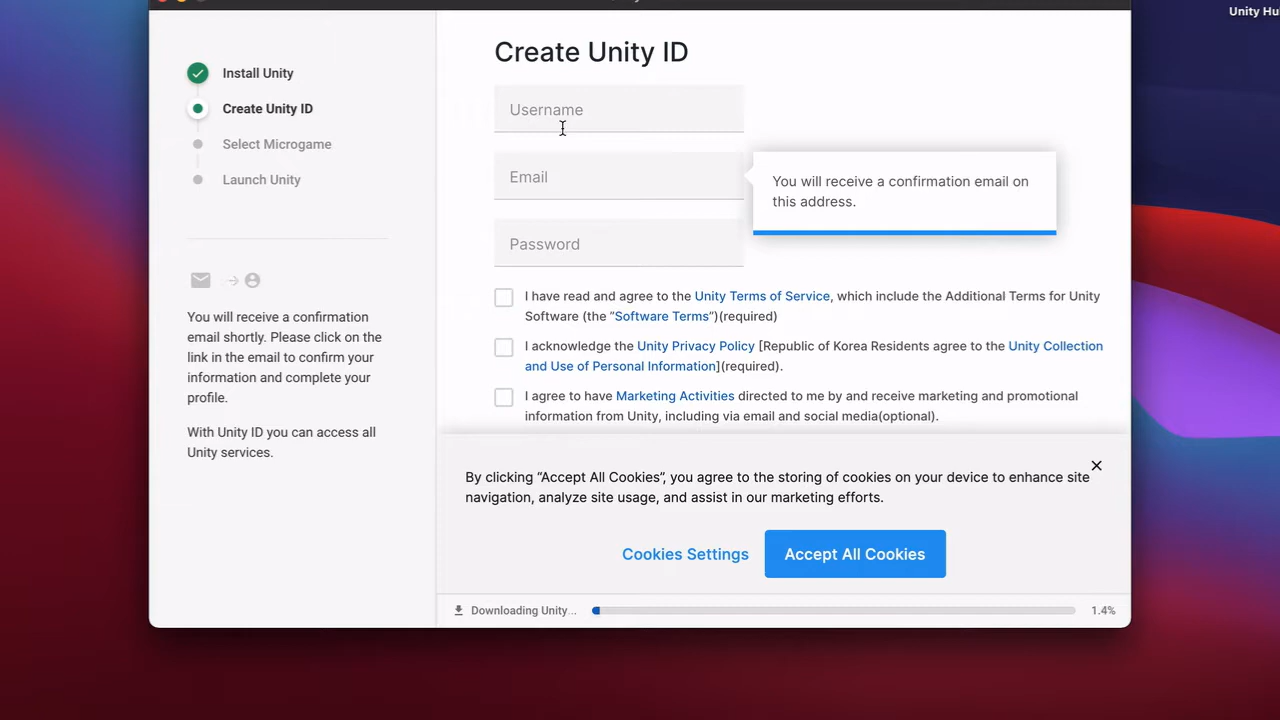 Unity Hu
Install Unity
Create Unity ID
Select Microgame
Launch Unity
You will receive a confirmation
email shortly. Please click on the
link in the email to confirm your
information and complete your
profile.
With Unity ID you can access all
Unity services.
Create Unity ID
Username
Email
You will receive a confirmation email on
this address.
Password
I have read and agree to the Unity Terms of Service, which include the Additional Terms for Unity
Software (the ”Software Terms”)(required)
I acknowledge the Unity Privacy Policy [Republic of Korea Residents agree to the Unity Collection
and Use of Personal Information](required).
I agree to have Marketing Activities directed to me by and receive marketing and promotional
information from Unity, including via email and social media(optional).
By clicking “Accept All Cookies”, you agree to the storing of cookies on your device to enhance site
navigation, analyze site usage, and assist in our marketing efforts.
Cookies Settings
Accept All Cookies
Downloading Unity...
1.4%